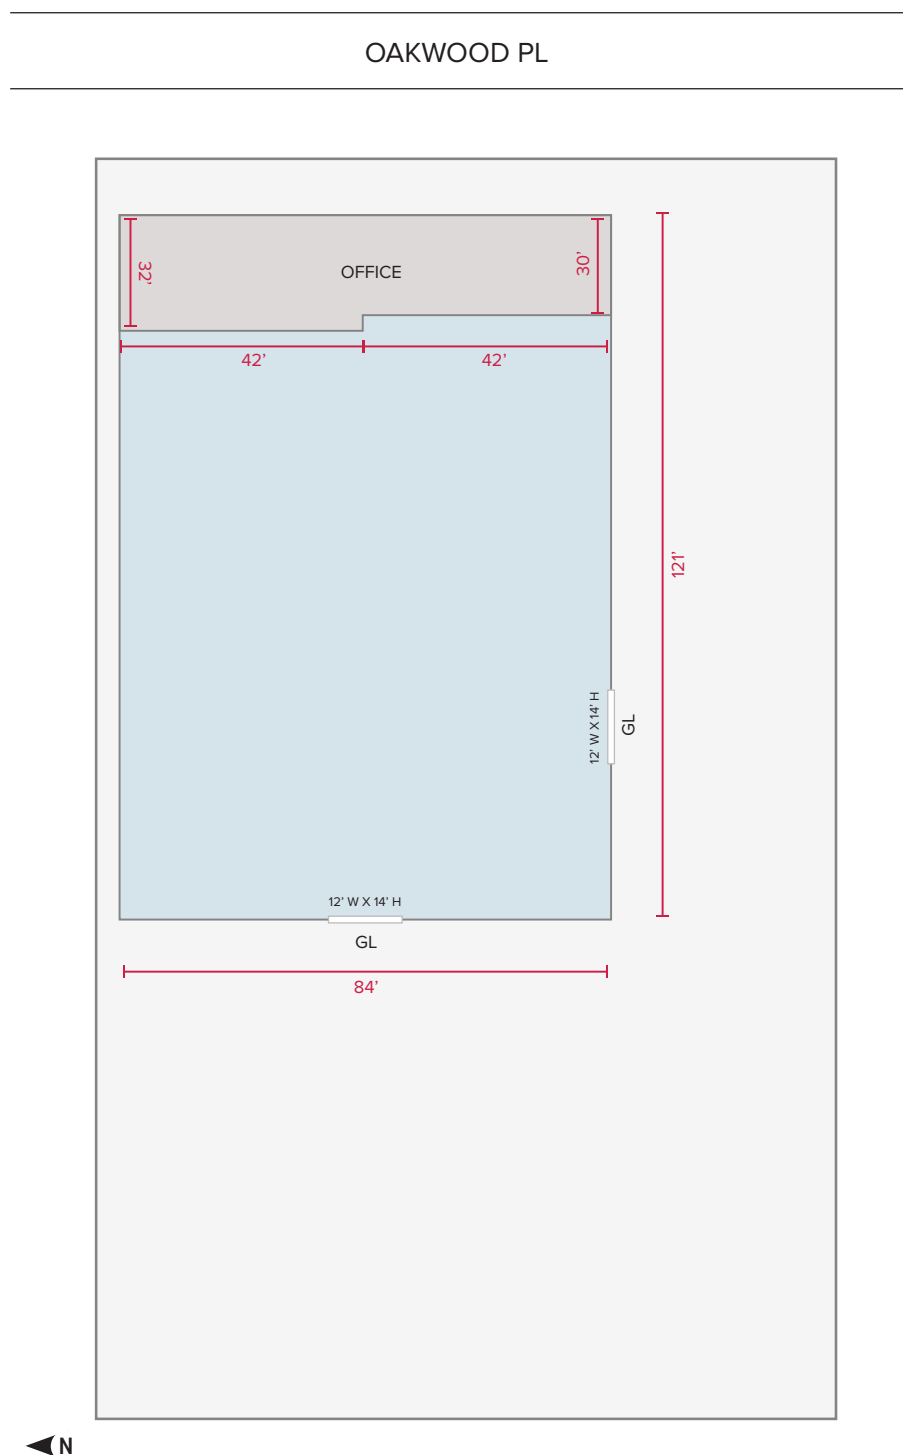 OAKWOOD PL
32’
OFFICE
30’
42’
42’
121’
12' W X 14' H
GL
12' W X 14' H
GL
84’
N